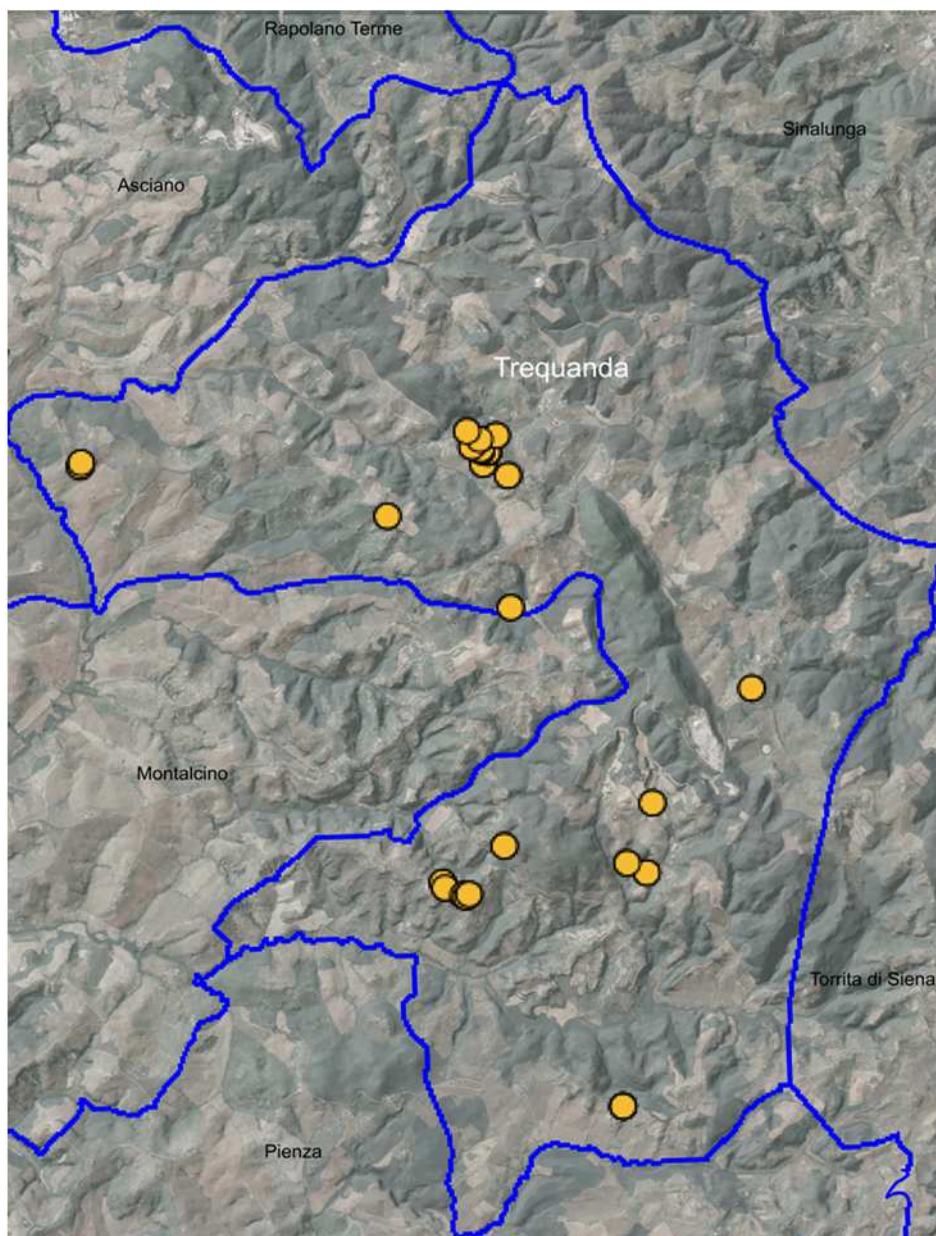 Rapolano Terme
Sinalunga
Asciano
Trequanda
Montalcino
Torrita di Siena
Pienza